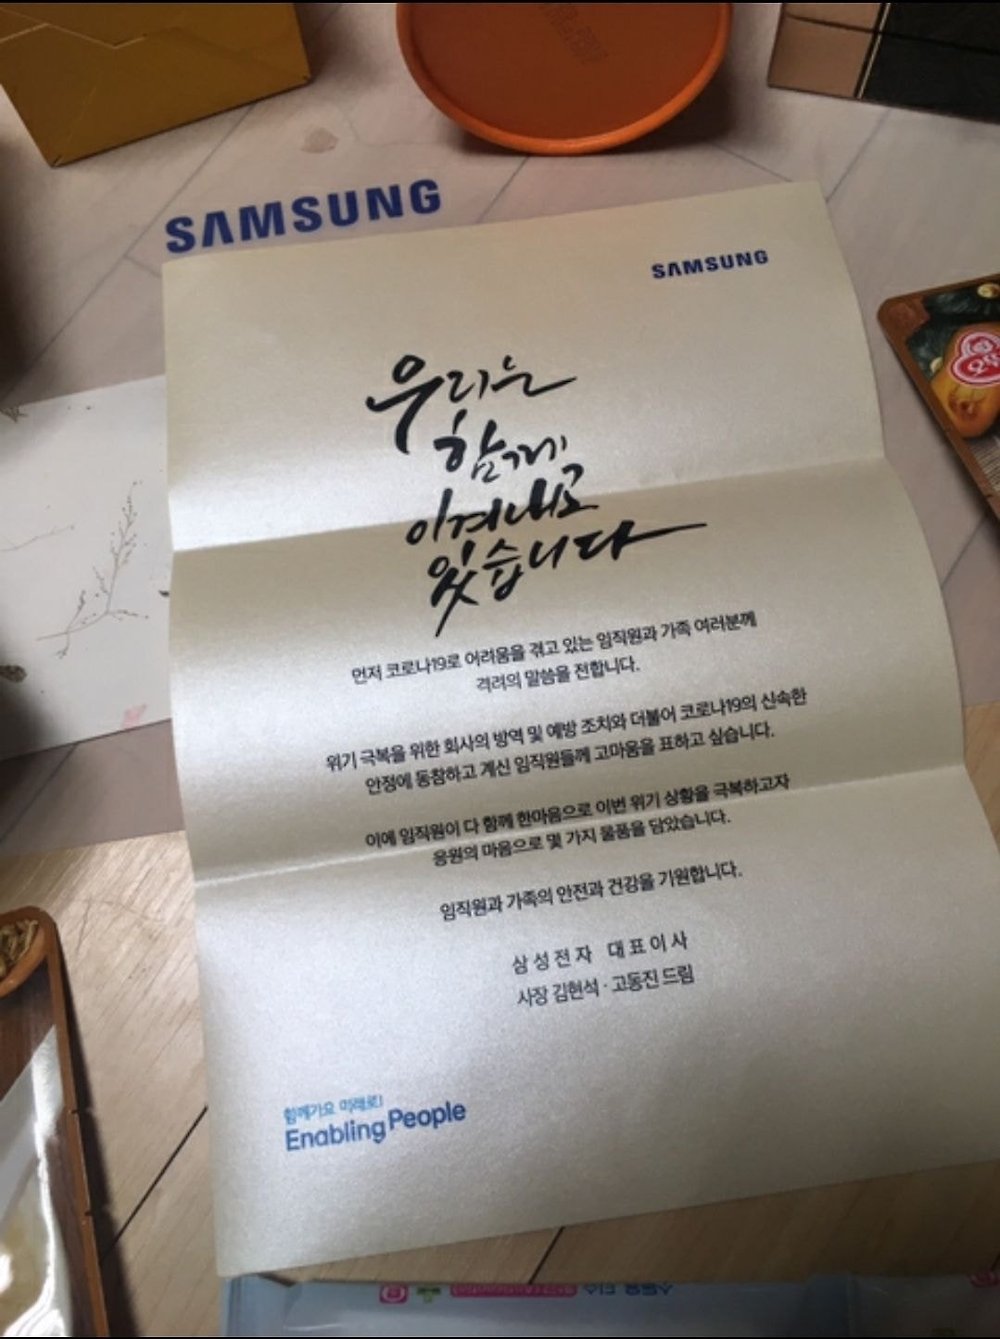 SAMSUNG
SAMSUNG
우리는
함께
이겨내고
있습니다
먼저 코로나19로 어려움을 겪고 있는 임직원과 가족 여러분께
격려의 말씀을 전합니다.
위기 극복을 위한 회사의 방역 및 예방 조치와 더불어 코로나19의 신속한
안정에 동참하고 계신 임직원들께 고마움을 표하고 싶습니다.
이에 임직원이 다 함께 한마음으로 이번 위기 상황을 극복하고자
응원의 마음으로 몇 가지 물품을 담았습니다.
임직원과 가족의 안전과 건강을 기원합니다.
삼성전자 대표이사
사장 김현석 · 고동진 드림
함께가요 미래로!
Enabling People